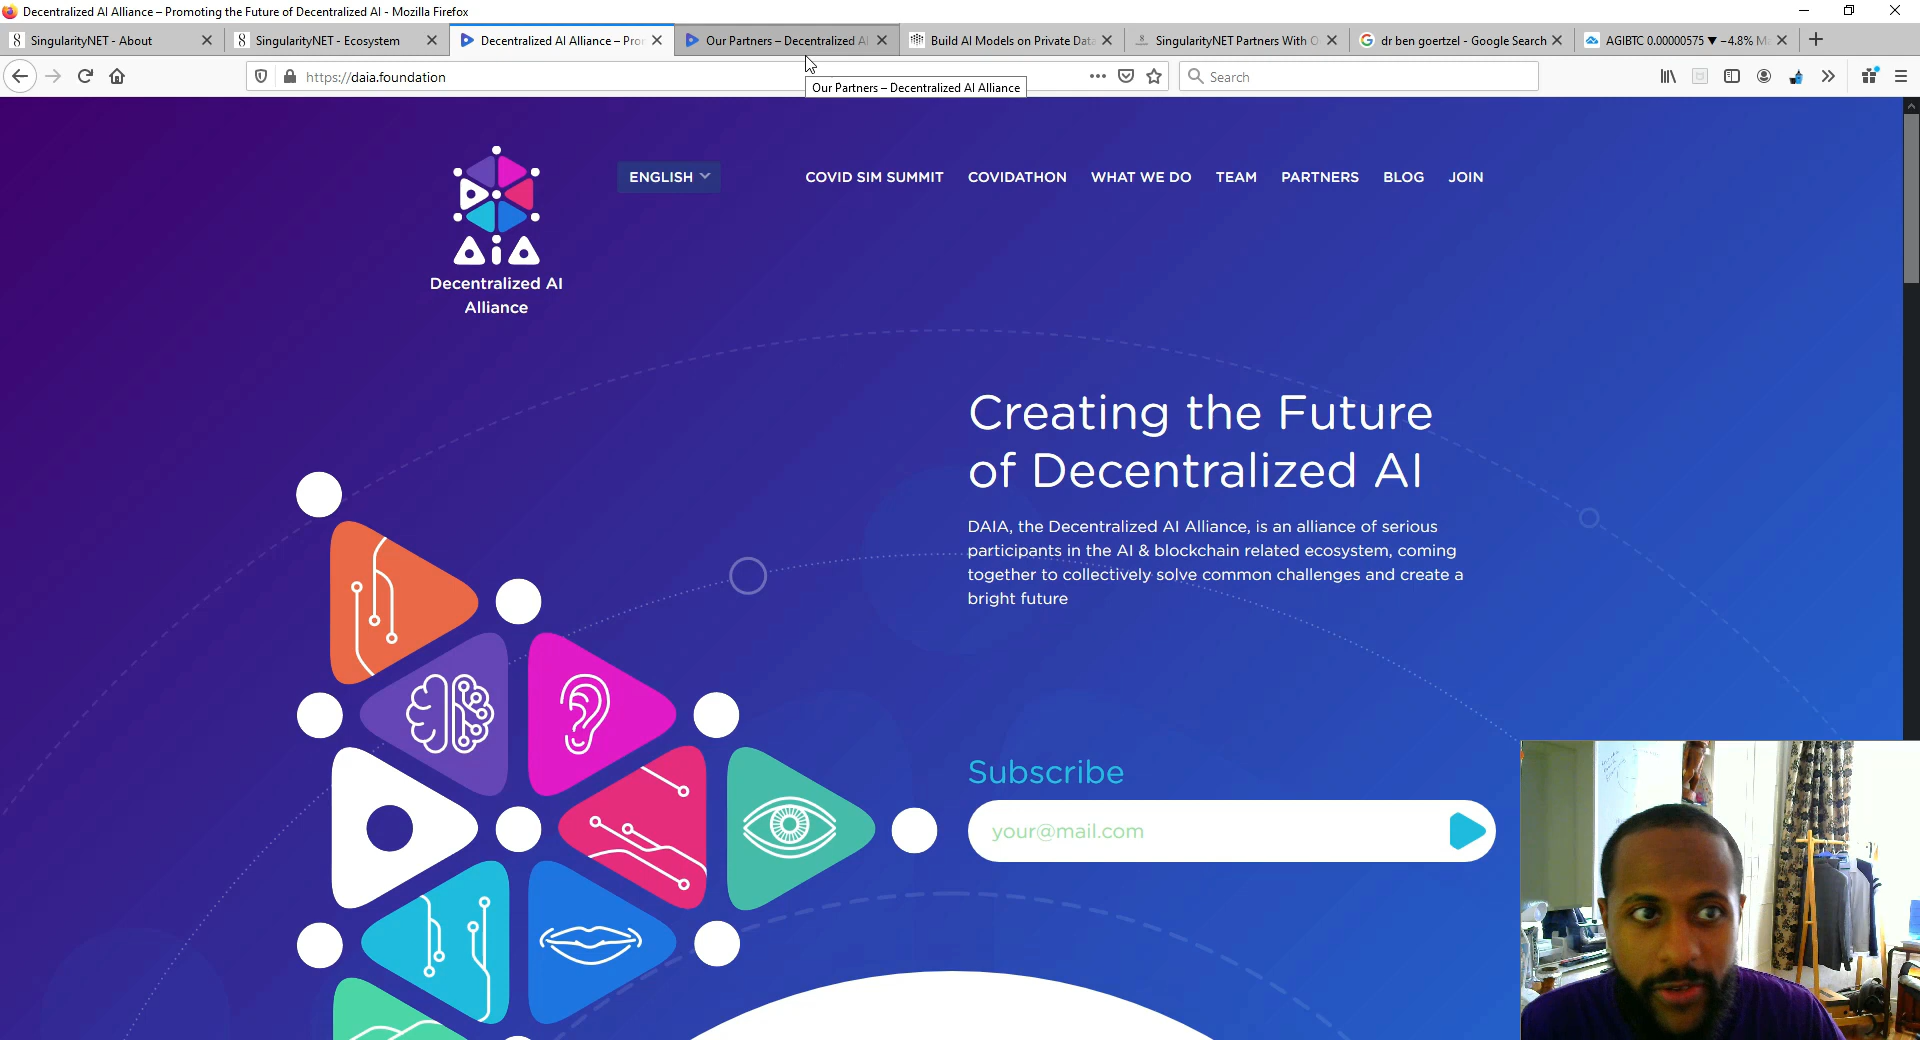 Decentralized AI Alliance – Promoting the Future of Decentralized AI - Mozilla Firefox
SingularityNET - About
SingularityNET - Ecosystem
Decentralized AI Alliance – Pro
Our Partners – Decentralized AI
Build AI Models on Private Data
SingularityNET Partners With O
dr ben goertzel - Google Search
AGIBTC 0.00000575 ▼ −4.8% M
https://daia.foundation
Search
Our Partners – Decentralized AI Alliance
ENGLISH
COVID SIM SUMMIT
COVIDATHON
WHAT WE DO
TEAM
PARTNERS
BLOG
JOIN
AiA
Decentralized AI
Alliance
Creating the Future
of Decentralized AI
DAIA, the Decentralized AI Alliance, is an alliance of serious
participants in the AI & blockchain related ecosystem, coming
together to collectively solve common challenges and create a
bright future
Subscribe
your@mail.com